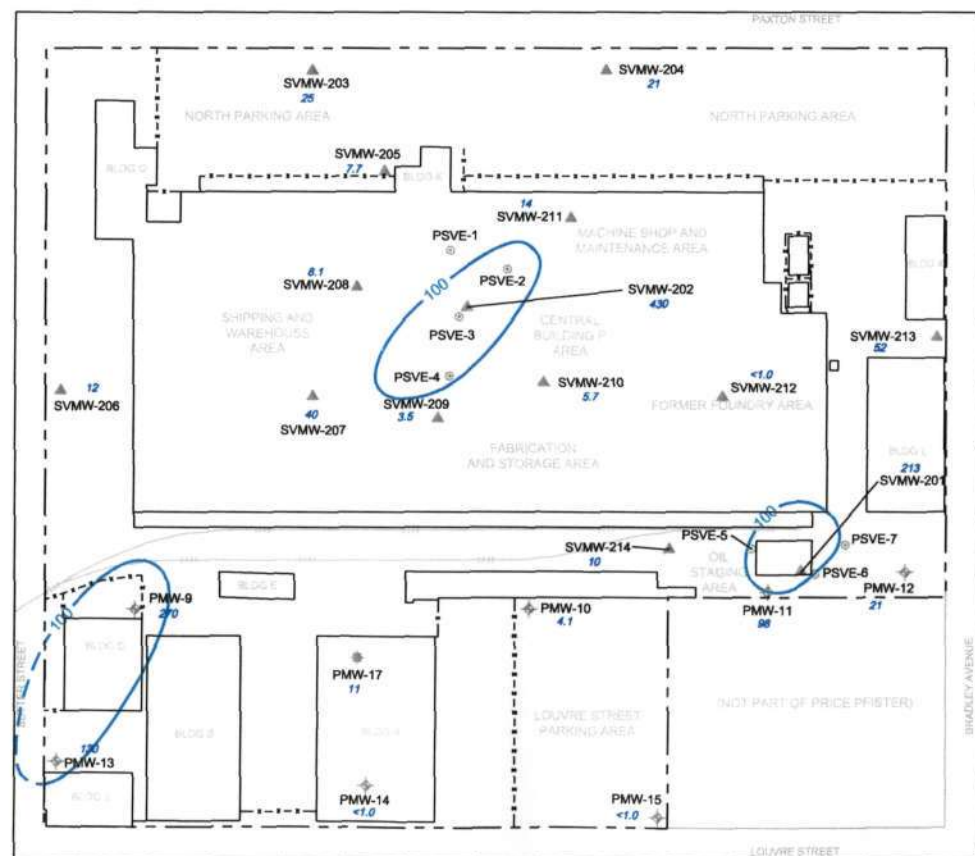 PAXTON STREET
SVMW-203
25
SVMW-204
21
NORTH PARKING AREA
NORTH PARKING AREA
SVMW-205
7.7
BLDG K
14
SVMW-211
MACHINE SHOP AND
MAINTENANCE AREA
PSVE-1
PSVE-2
100
8.1
SVMW-208
SVMW-202
430
SHIPPING AND
WAREHOUSE
AREA
PSVE-3
CENTRAL
BUILDING P
AREA
SVMW-213
52
PSVE-4
12
SVMW-206
40
SVMW-207
SVMW-209
3.5
SVMW-210
5.7
<1.0
SVMW-212
FORMER FOUNDRY AREA
FABRICATION
AND STORAGE AREA
BLDG L
213
SVMW-201
100
PSVE-5
PSVE-7
SVMW-214
10
OIL
STAGING
AREA
PSVE-6
PMW-12
21
PMW-11
98
BLDG E
PMW-9
270
100
PMW-10
4.1
BLDG D
PMW-17
11
LOUVRE STREET
PARKING AREA
(NOT PART OF PRICE PFISTER)
BLDG B
130
PMW-13
PMW-14
<1.0
PMW-15
<1.0
BRADLEY AVENUE
LOUVRE STREET